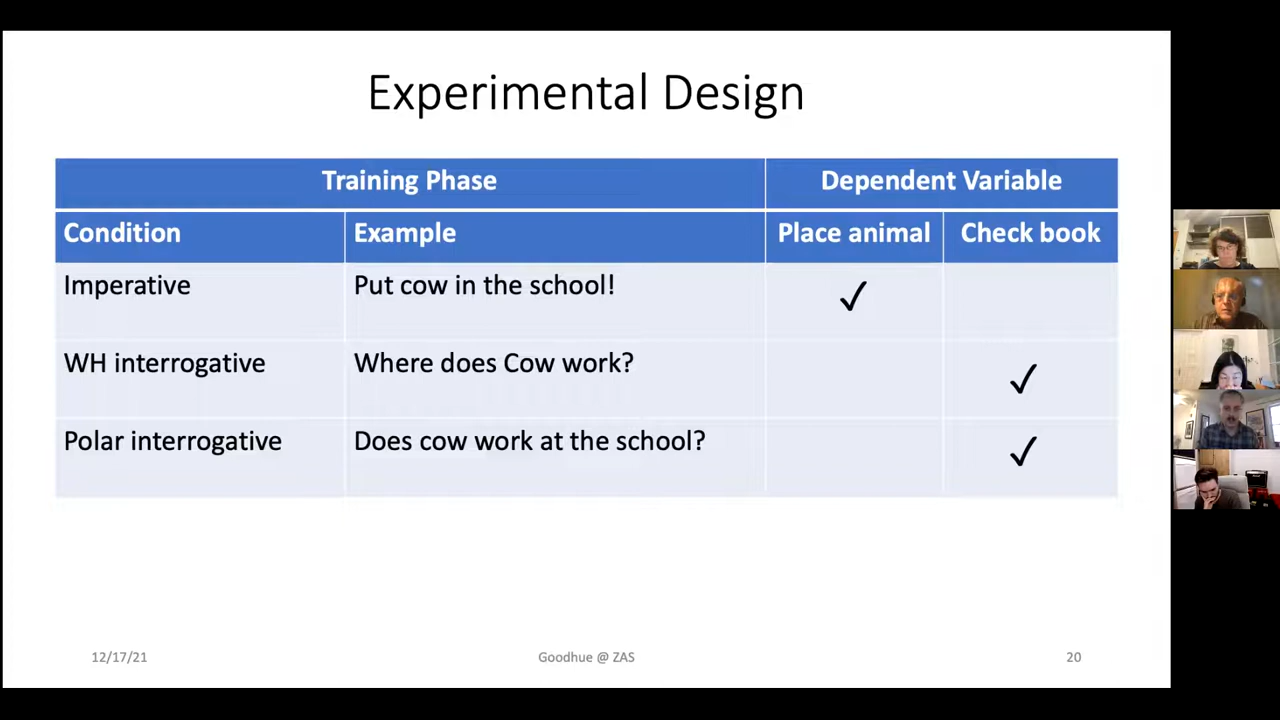 Experimental Design
Training Phase Dependent Variable
Condition Example Place animal Check book
Imperative Put cow in the school! ✓
WH interrogative Where does Cow work? ✓
Polar interrogative Does cow work at the school? ✓
12/17/21 Goodhue @ ZAS 20